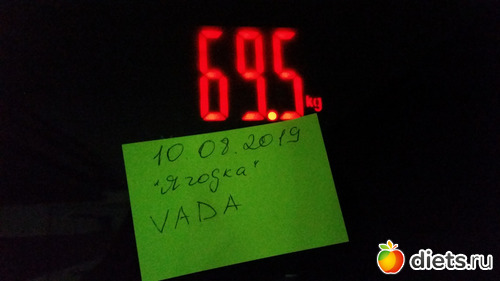 69.5 kg
10.08.2019
"Ягодка"
VADA
diets.ru